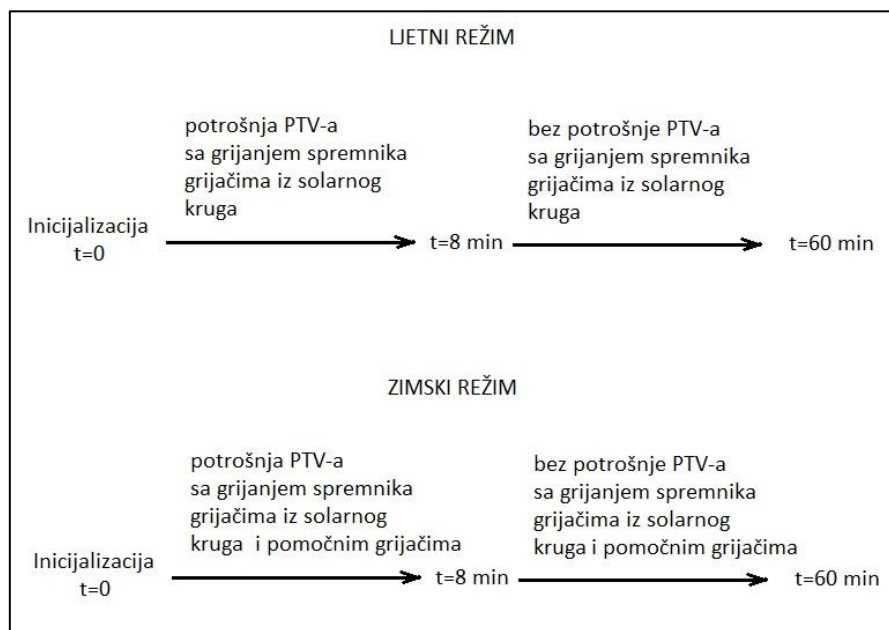 LJETNI REŽIM
potrošnja PTV-a
sa grijanjem spremnika
grijačima iz solarnog
kruga
bez potrošnje PTV-a
sa grijanjem spremnika
grijačima iz solarnog
kruga
Inicijalizacija
t=0
t=8 min
t=60 min
ZIMSKI REŽIM
potrošnja PTV-a
sa grijanjem spremnika
grijačima iz solarnog
kruga i pomočnim grijačima
bez potrošnje PTV-a
sa grijanjem spremnika
grijačima iz solarnog
kruga i pomočnim grijačima
Inicijalizacija
t=0
t=8 min
t=60 min